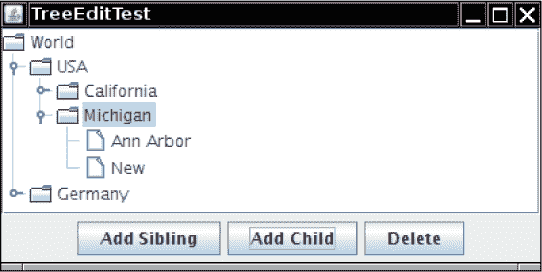 TreeEditTest
World
USA
California
Michigan
Ann Arbor
New
Germany
Add Sibling Add Child Delete